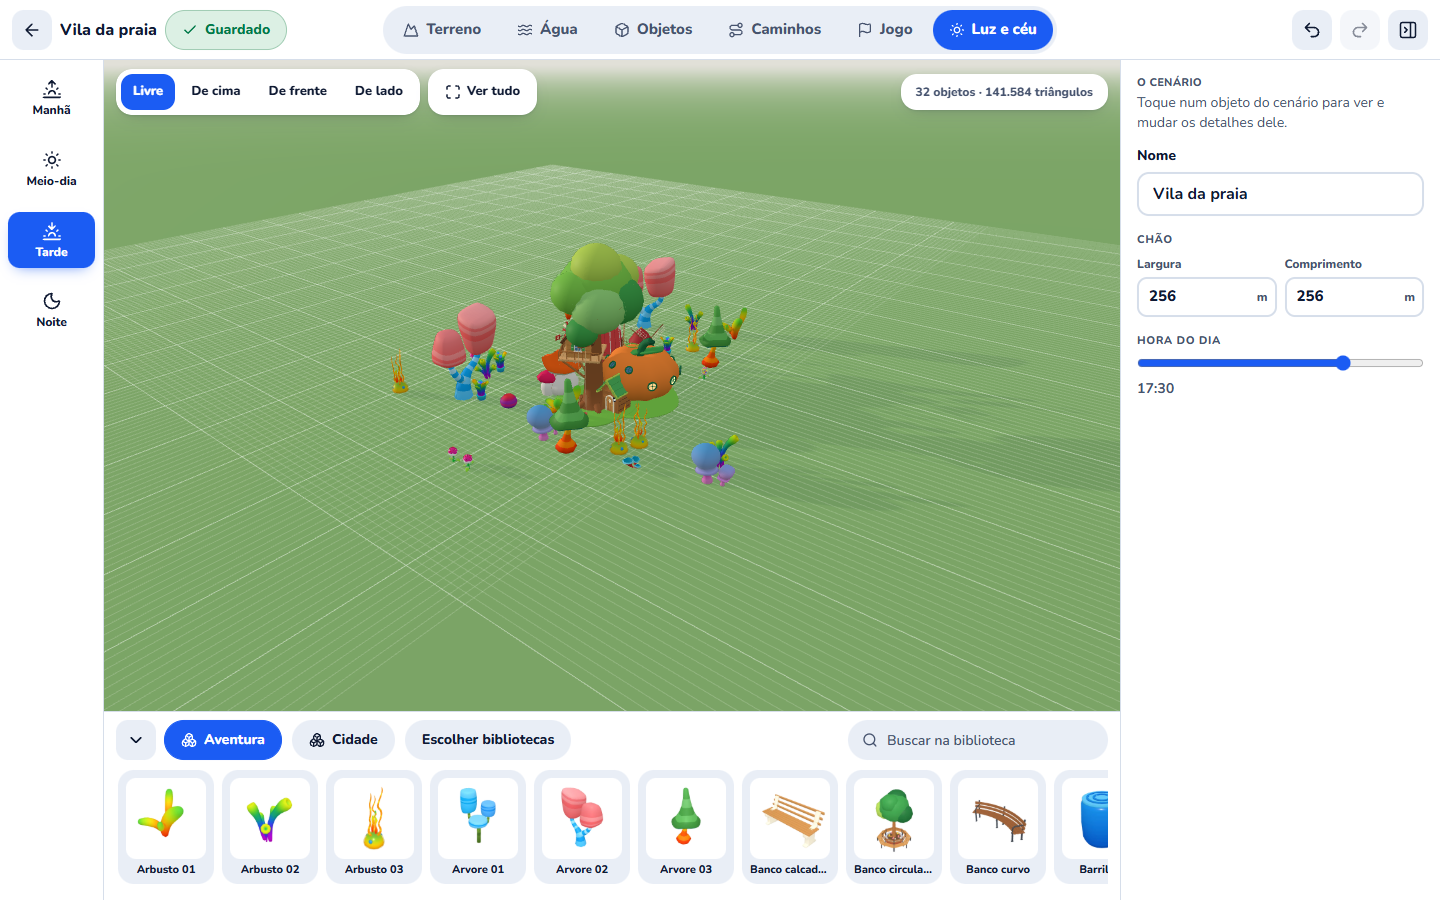 Vila da praia
Guardado
Terreno
Água
Objetos
Caminhos
Jogo
Luz e céu
Manhã
Meio-dia
Tarde
Noite
Livre
De cima
De frente
De lado
Ver tudo
32 objetos · 141.584 triângulos
O CENÁRIO
Toque num objeto do cenário para ver e
mudar os detalhes dele.
Nome
Vila da praia
CHÃO
Largura
Comprimento
256 m
256 m
HORA DO DIA
17:30
Aventura
Cidade
Escolher bibliotecas
Buscar na biblioteca
Arbusto 01
Arbusto 02
Arbusto 03
Arvore 01
Arvore 02
Arvore 03
Banco calcad...
Banco circula...
Banco curvo
Barril